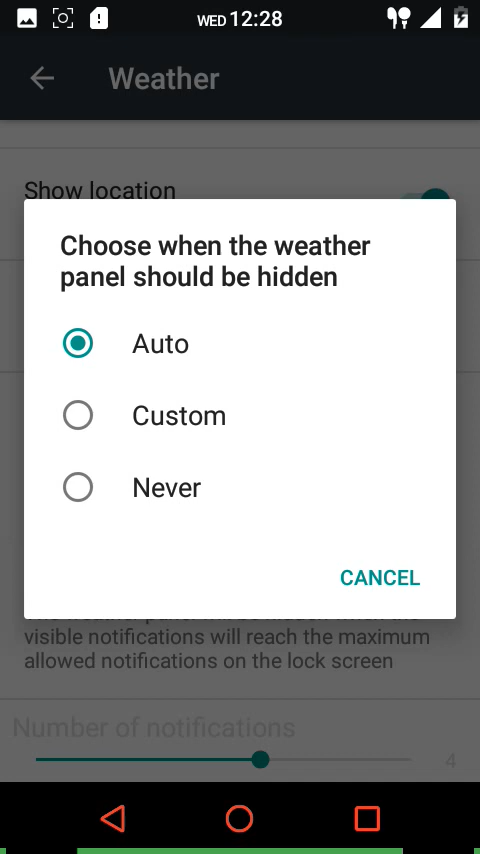 WED 12:28
Weather
Show location
Choose when the weather
panel should be hidden
Auto
Custom
Never
CANCEL
visible notifications will reach the maximum
allowed notifications on the lock screen
Number of notifications
4